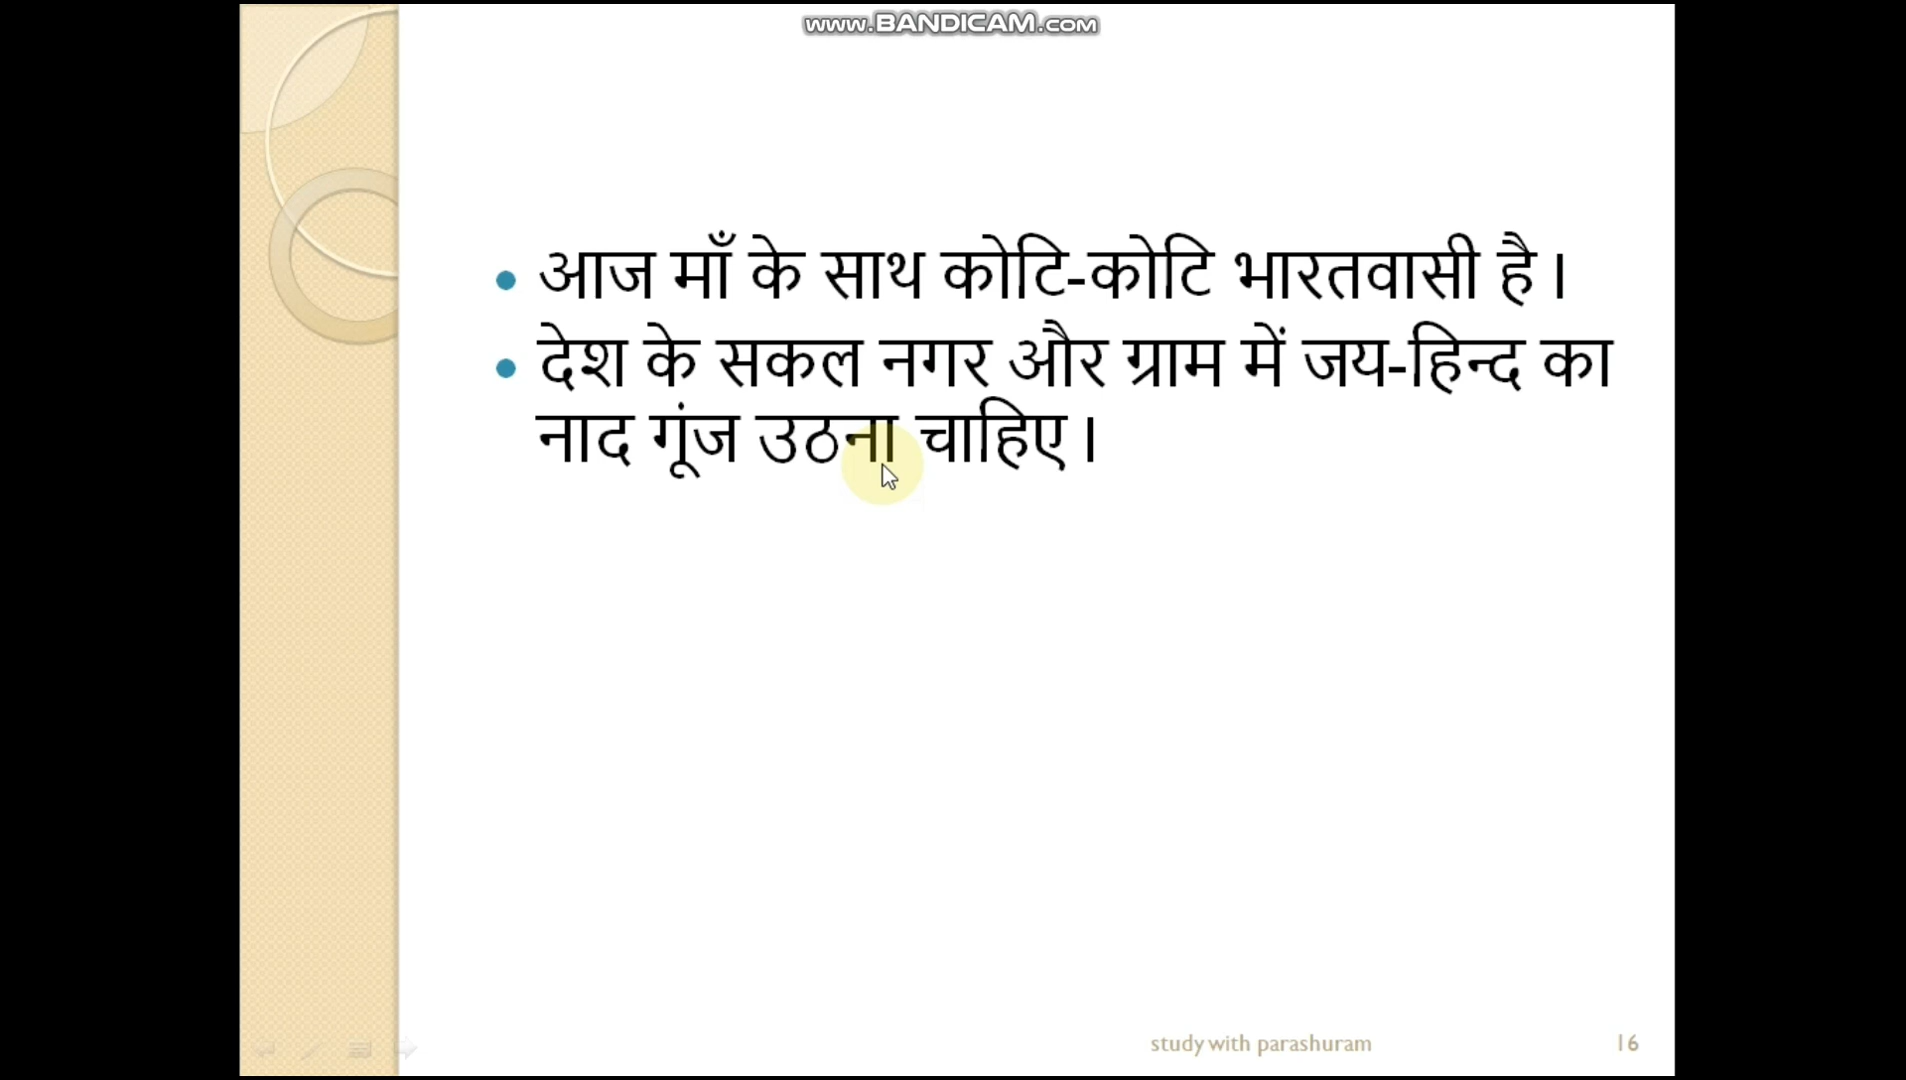 www.BANDICAM.com
• आज माँ के साथ कोटि-कोटि भारतवासी है।
• देश के सकल नगर और ग्राम में जय-हिन्द का
नाद गूंज उठना चाहिए।
study with parashuram 16